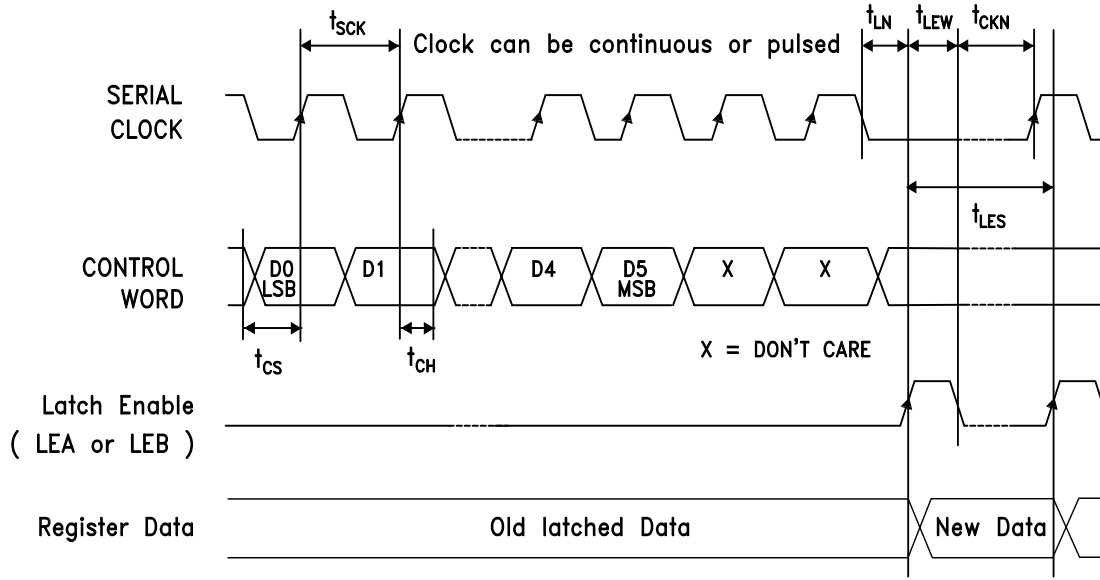 tSCK
Clock can be continuous or pulsed
tLN
tLEW
tCKN
SERIAL
CLOCK
tLES
CONTROL
WORD
D0
LSB
D1
D4
D5
MSB
X
X
tCS
tCH
X = DON'T CARE
Latch Enable
( LEA or LEB )
Register Data
Old latched Data
New Data